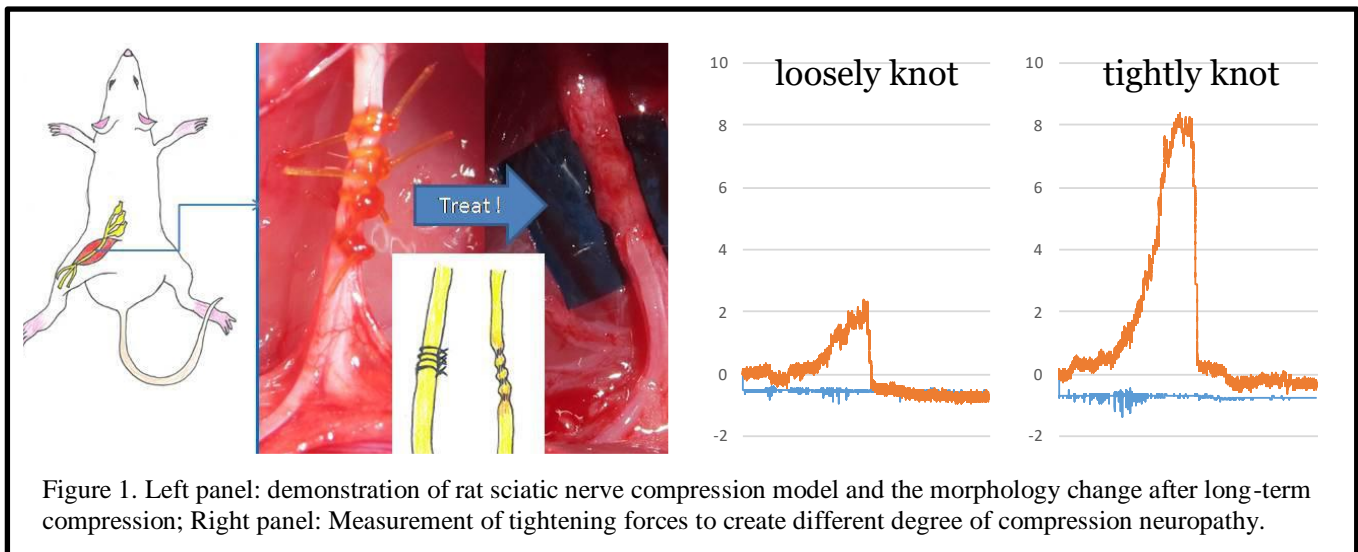 loosely knot
tightly knot
10
8
6
4
2
0
-2
10
8
6
4
2
0
-2
Treat !
Figure 1. Left panel: demonstration of rat sciatic nerve compression model and the morphology change after long-term
compression; Right panel: Measurement of tightening forces to create different degree of compression neuropathy.